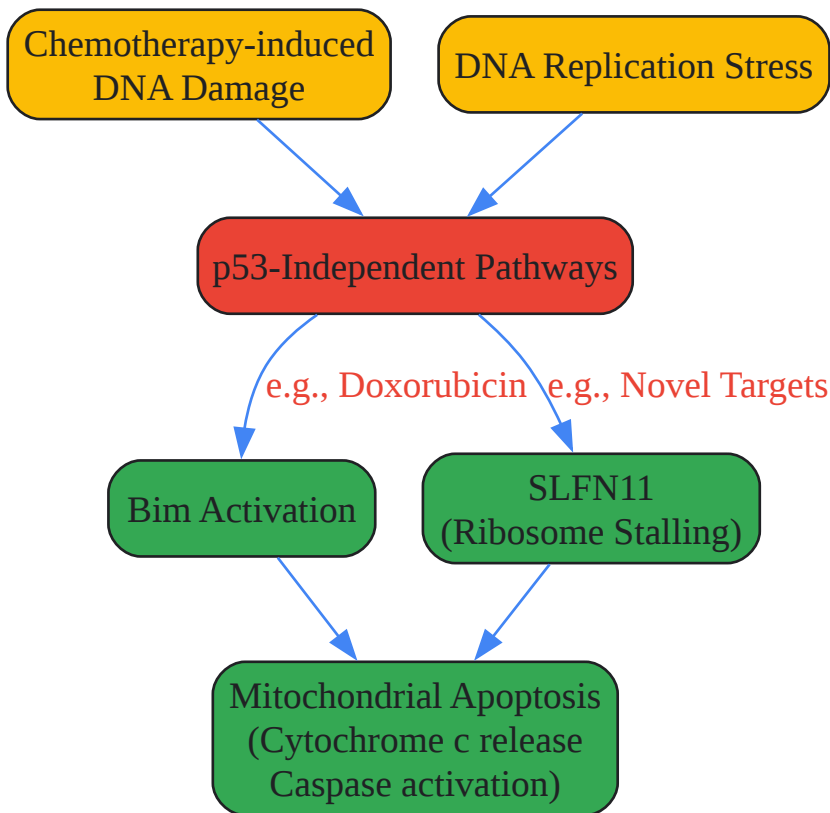 Chemotherapy-induced
DNA Damage
DNA Replication Stress
p53-Independent Pathways
e.g., Doxorubicin
e.g., Novel Targets
Bim Activation
SLFN11
(Ribosome Stalling)
Mitochondrial Apoptosis
(Cytochrome c release
Caspase activation)